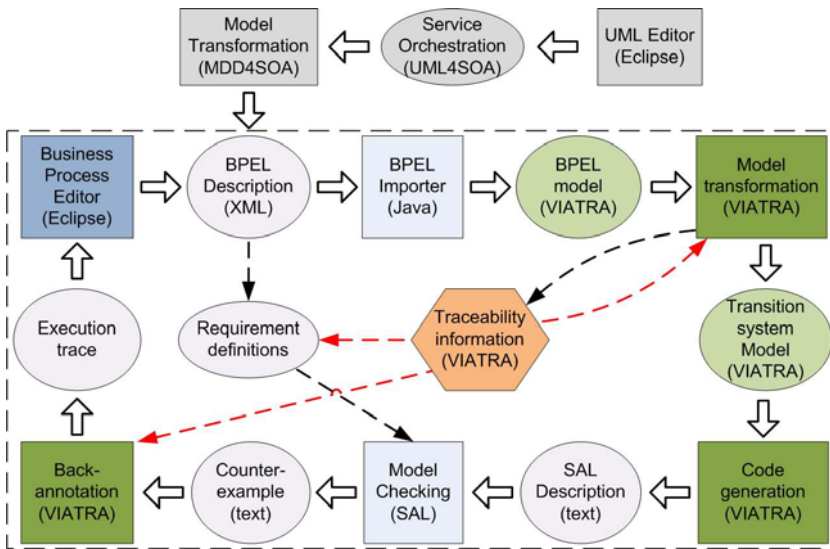 Model
Transformation
(MDD4SOA)
Service
Orchestration
(UML4SOA)
UML Editor
(Eclipse)
Business
Process
Editor
(Eclipse)
BPEL
Description
(XML)
BPEL
Importer
(Java)
BPEL
model
(VIATRA)
Model
transformation
(VIATRA)
Execution
trace
Requirement
definitions
Traceability
information
(VIATRA)
Transition
system
Model
(VIATRA)
Back-
annotation
(VIATRA)
Counter-
example
(text)
Model
Checking
(SAL)
SAL
Description
(text)
Code
generation
(VIATRA)